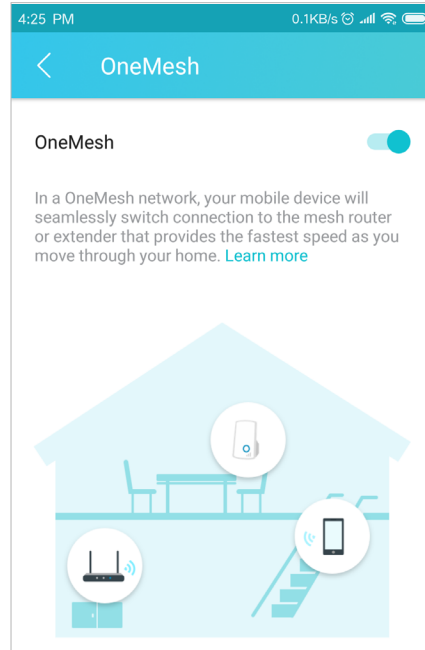 4:25 PM 0.1KB/s
OneMesh
OneMesh
In a OneMesh network, your mobile device will
seamlessly switch connection to the mesh router
or extender that provides the fastest speed as you
move through your home. Learn more